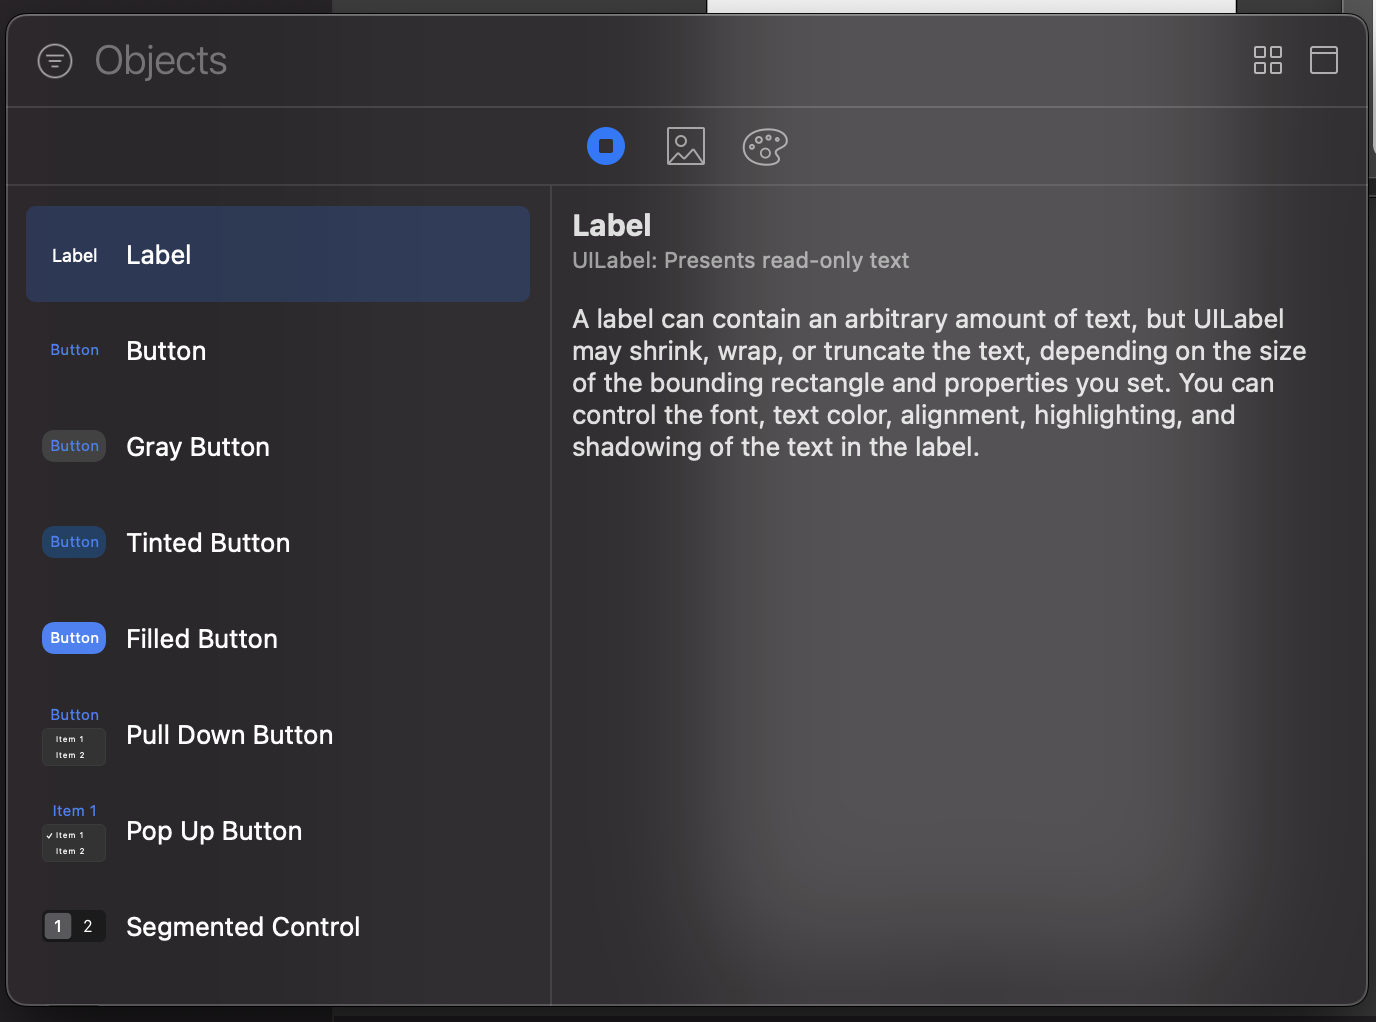 Objects
Label Label
Button Button
Button Gray Button
Button Tinted Button
Button Filled Button
Button
Item 1
Item 2
Pull Down Button
Item 1
✓ Item 1
Item 2
Pop Up Button
1 2 Segmented Control
Label
UILabel: Presents read-only text
A label can contain an arbitrary amount of text, but UILabel
may shrink, wrap, or truncate the text, depending on the size
of the bounding rectangle and properties you set. You can
control the font, text color, alignment, highlighting, and
shadowing of the text in the label.